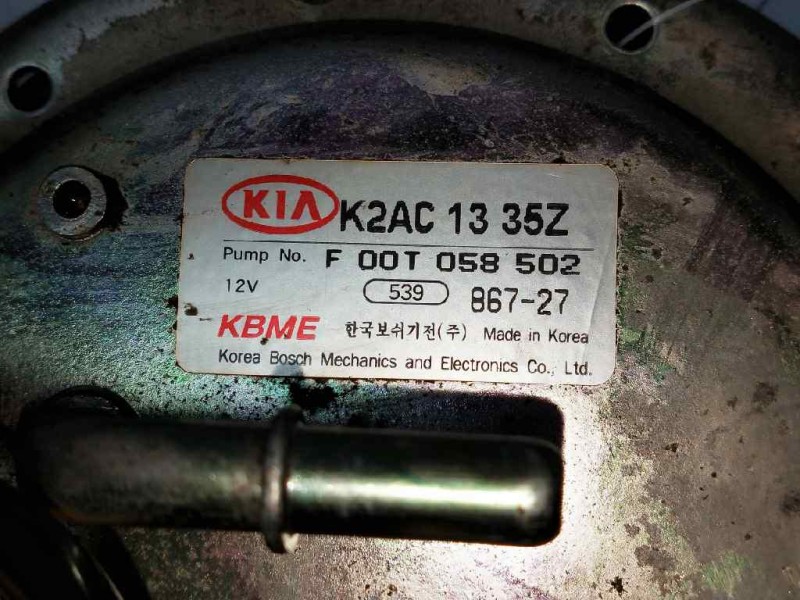 KIA K2AC 13 35Z
Pump No. F 00T 058 502
12V 539 867-27
KBME 한국보쉬기전(주) Made in Korea
Korea Bosch Mechanics and Electronics Co., Ltd.